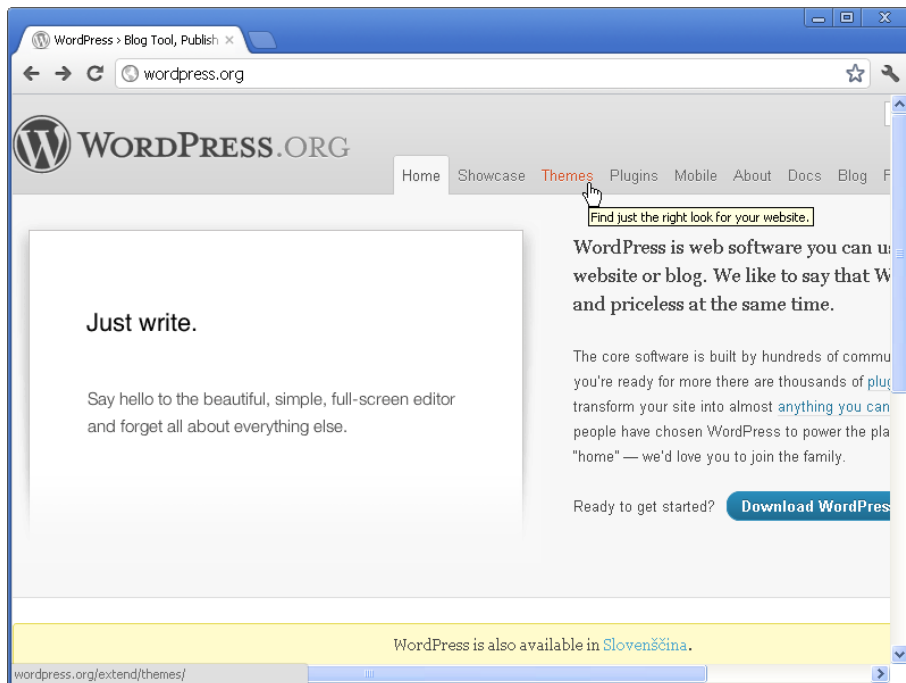 WordPress › Blog Tool, Publish
wordpress.org
WORDPRESS.ORG
Home Showcase Themes Plugins Mobile About Docs Blog F
Find just the right look for your website.
Just write.
Say hello to the beautiful, simple, full-screen editor
and forget all about everything else.
WordPress is web software you can u
website or blog. We like to say that W
and priceless at the same time.
The core software is built by hundreds of commu
you're ready for more there are thousands of plug
transform your site into almost anything you can
people have chosen WordPress to power the pla
"home" — we'd love you to join the family.
Ready to get started? Download WordPres
WordPress is also available in Slovenščina.
wordpress.org/extend/themes/